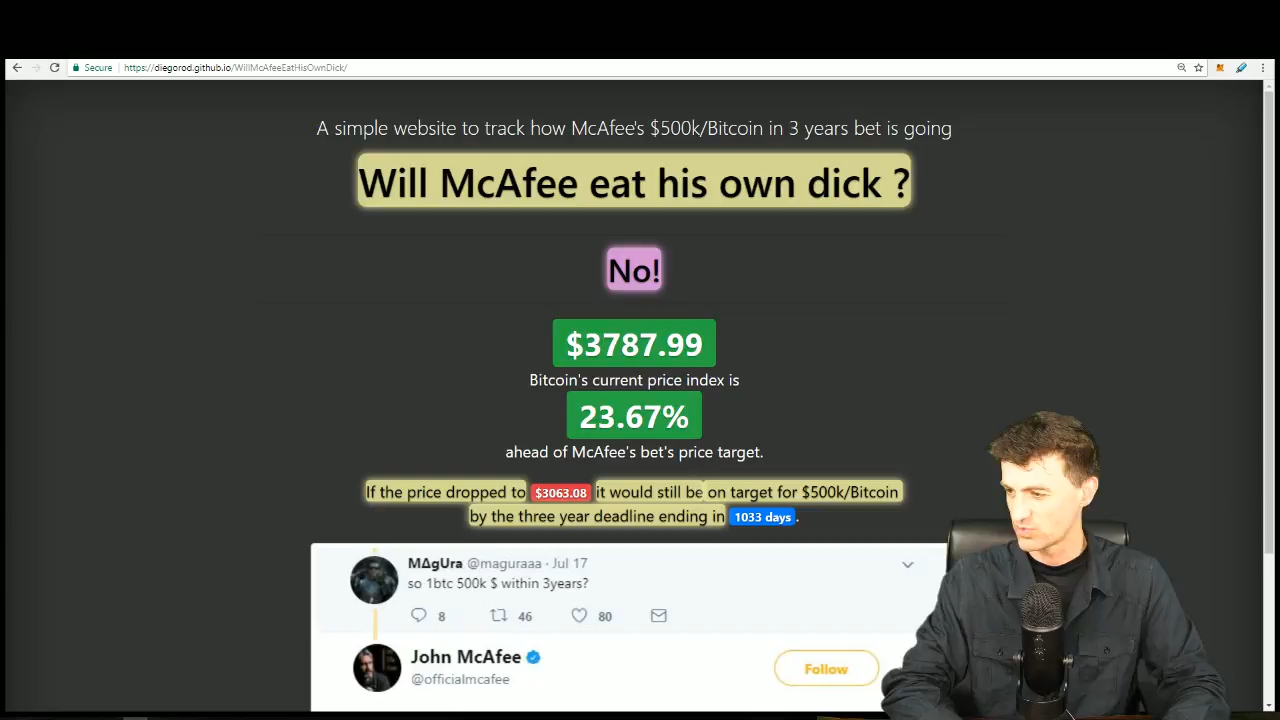 Secure https://diegorod.github.io/WillMcAfeeEatHisOwnDick/
A simple website to track how McAfee's $500k/Bitcoin in 3 years bet is going
Will McAfee eat his own dick ?
No!
$3787.99
Bitcoin's current price index is
23.67%
ahead of McAfee's bet's price target.
If the price dropped to $3063.08 it would still be on target for $500k/Bitcoin
by the three year deadline ending in 1033 days.
M∆gUra @maguraaa · Jul 17
so 1btc 500k $ within 3years?
8 46 80
John McAfee
Follow
@officialmcafee